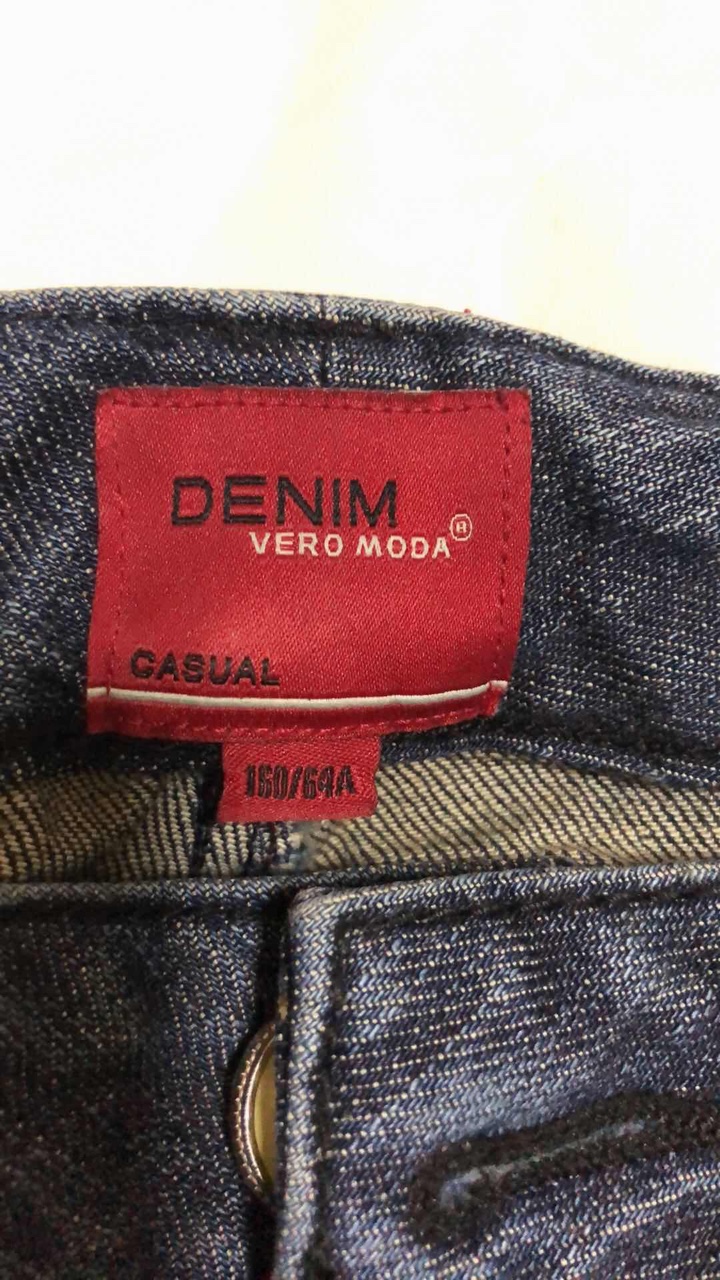 DENIM
VERO MODA®
CASUAL
160/64A